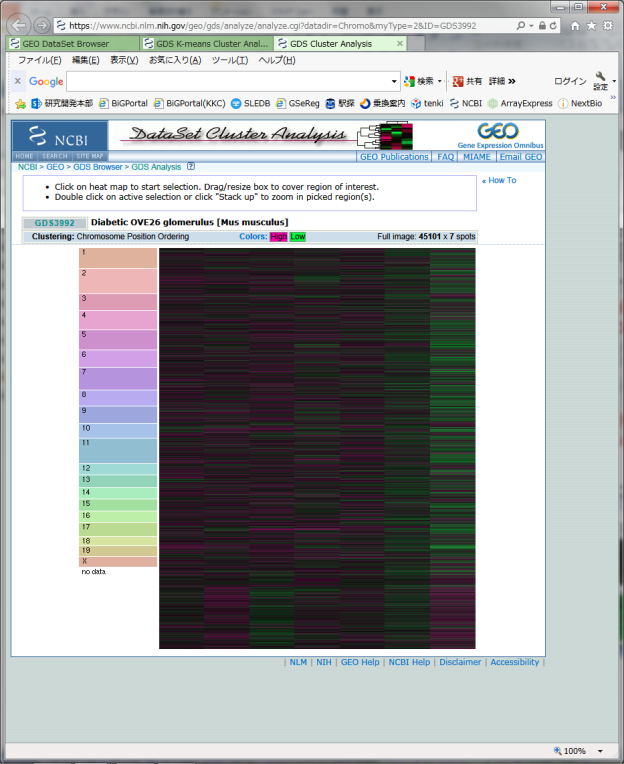 https://www.ncbi.nlm.nih.gov/geo/gds/analyze/analyze.cgi?datadir=Chromo&myType=2&ID=GDS3992
GEO DataSet Browser
GDS K-means Cluster Anal...
GDS Cluster Analysis
ファイル(F) 編集(E) 表示(V) お気に入り(A) ツール(T) ヘルプ(H)
x Google 検索 共有 詳細 » ログイン 設定
研究開発本部 BiGPortal BiGPortal(KKC) SLEDB GSeReg 駅探 乗換案内 tenki NCBI ArrayExpress NextBio
NCBI DataSet Cluster Analysis GEO
Gene Expression Omnibus
HOME | SEARCH | SITE MAP GEO Publications | FAQ | MIAME | Email GEO
NCBI > GEO > GDS Browser > GDS Analysis ?
• Click on heat map to start selection. Drag/resize box to cover region of interest.
• Double click on active selection or click "Stack up" to zoom in picked region(s).
« How To
GDS3992 Diabetic OVE26 glomerulus [Mus musculus]
Clustering: Chromosome Position Ordering Colors: High Low Full image: 45101 x 7 spots
1
2
3
4
5
6
7
8
9
10
11
12
13
14
15
16
17
18
19
X
no data
| NLM | NIH | GEO Help | NCBI Help | Disclaimer | Accessibility |
100%